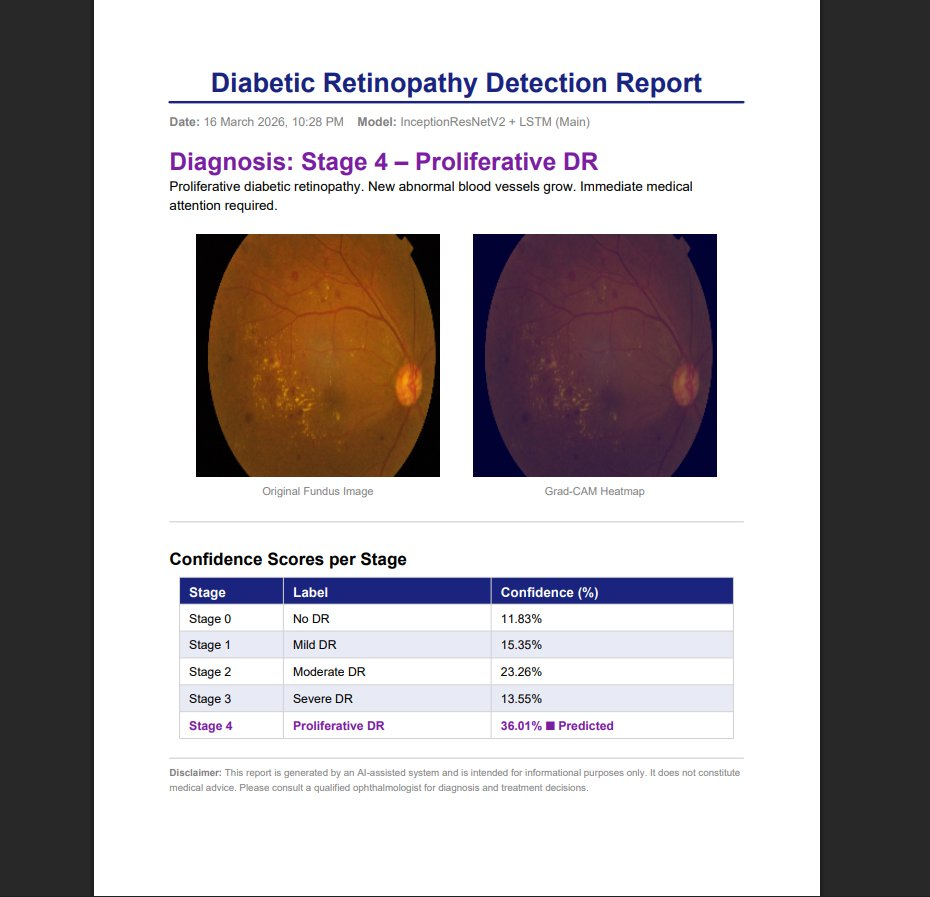 Diabetic Retinopathy Detection Report
Date: 16 March 2026, 10:28 PM Model: InceptionResNetV2 + LSTM (Main)
Diagnosis: Stage 4 – Proliferative DR
Proliferative diabetic retinopathy. New abnormal blood vessels grow. Immediate medical
attention required.
Original Fundus Image Grad-CAM Heatmap
Confidence Scores per Stage
Stage Label Confidence (%)
Stage 0 No DR 11.83%
Stage 1 Mild DR 15.35%
Stage 2 Moderate DR 23.26%
Stage 3 Severe DR 13.55%
Stage 4 Proliferative DR 36.01% ■ Predicted
Disclaimer: This report is generated by an AI-assisted system and is intended for informational purposes only. It does not constitute
medical advice. Please consult a qualified ophthalmologist for diagnosis and treatment decisions.